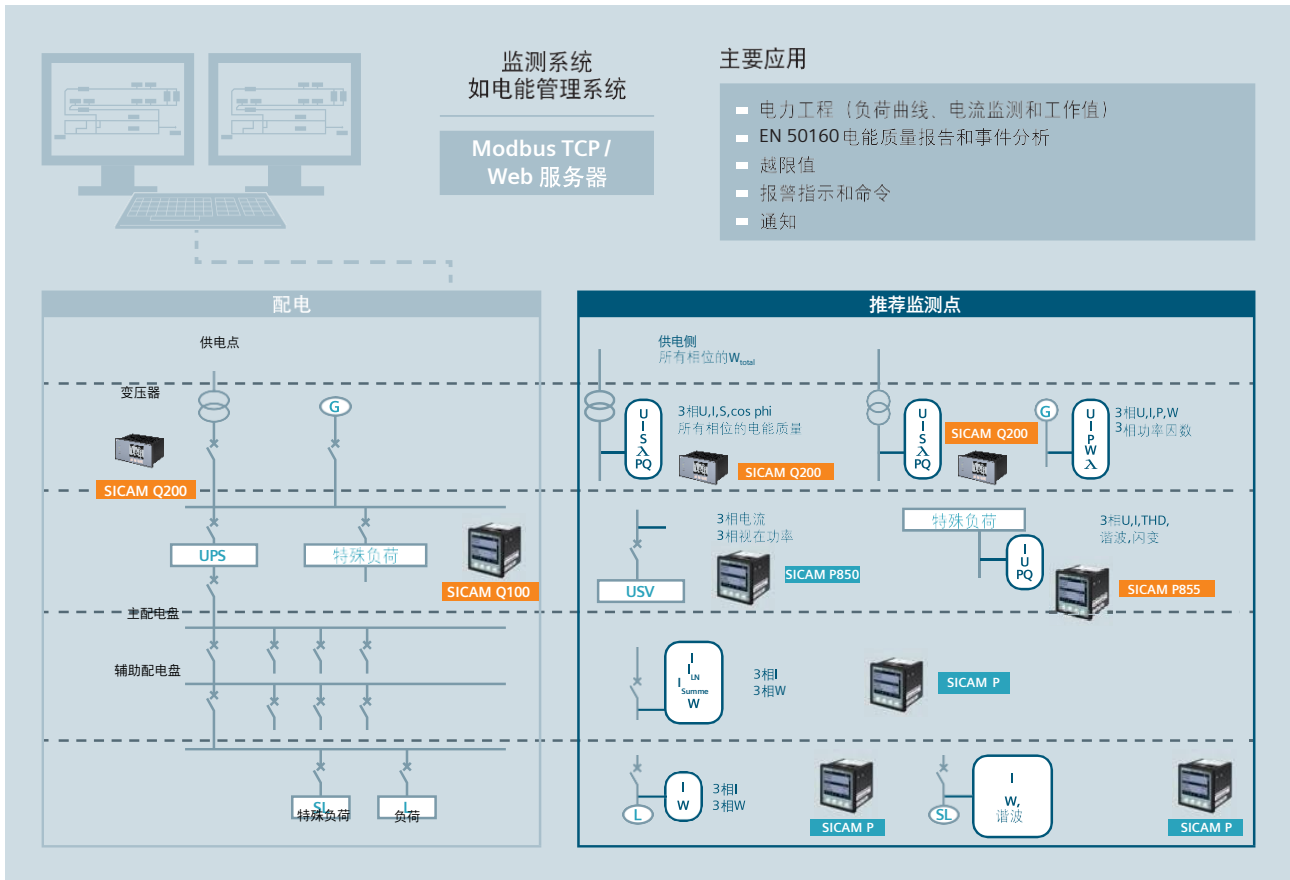 监测系统
如电能管理系统
Modbus TCP /
Web 服务器
主要应用
电力工程（负荷曲线、电流监测和工作值）
EN 50160 电能质量报告和事件分析
越限值
报警指示和命令
通知
配电
供电点
变压器
G
SICAM Q200
UPS
特殊负荷
SICAM Q100
主配电盘
辅助配电盘
SL
特殊负荷
L
负荷
推荐监测点
供电侧
所有相位的Wtotal
U
I
S
λ
PQ
3相U,I,S,cos phi
所有相位的电能质量
SICAM Q200
U
I
S
λ
PQ
SICAM Q200
G
U
I
P
W
λ
3相U,I,P,W
3相功率因数
3相电流
3相视在功率
USV
SICAM P850
特殊负荷
I
U
PQ
3相U,I,THD,
谐波,闪变
SICAM P855
I
ILN
ISumme
W
3相I
3相W
SICAM P
L
I
W
3相I
3相W
SICAM P
SL
I
W,
谐波
SICAM P